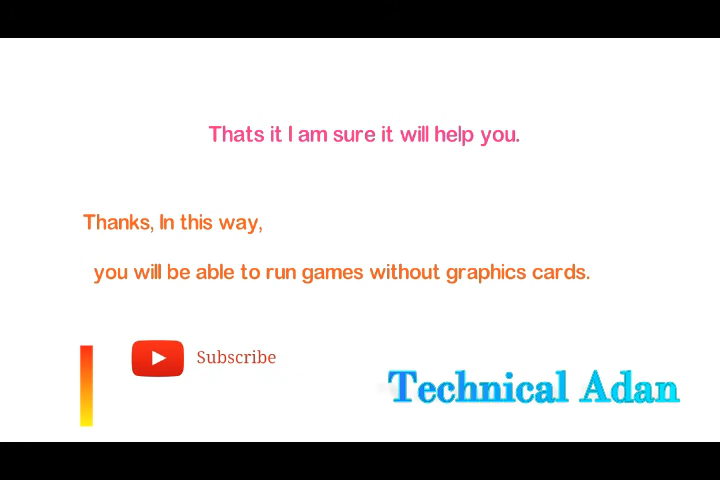 Thats it I am sure it will help you.
Thanks, In this way,
you will be able to run games without graphics cards.
Subscribe
Technical Adan